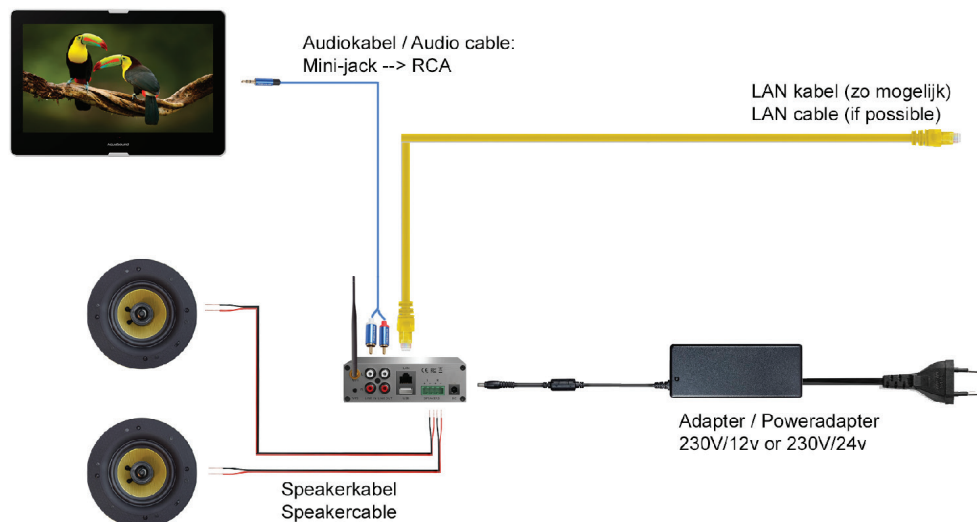 Audiokabel / Audio cable:
Mini-jack --> RCA
LAN kabel (zo mogelijk)
LAN cable (if possible)
Adapter / Poweradapter
230V/12v or 230V/24v
Speakerkabel
Speakercable